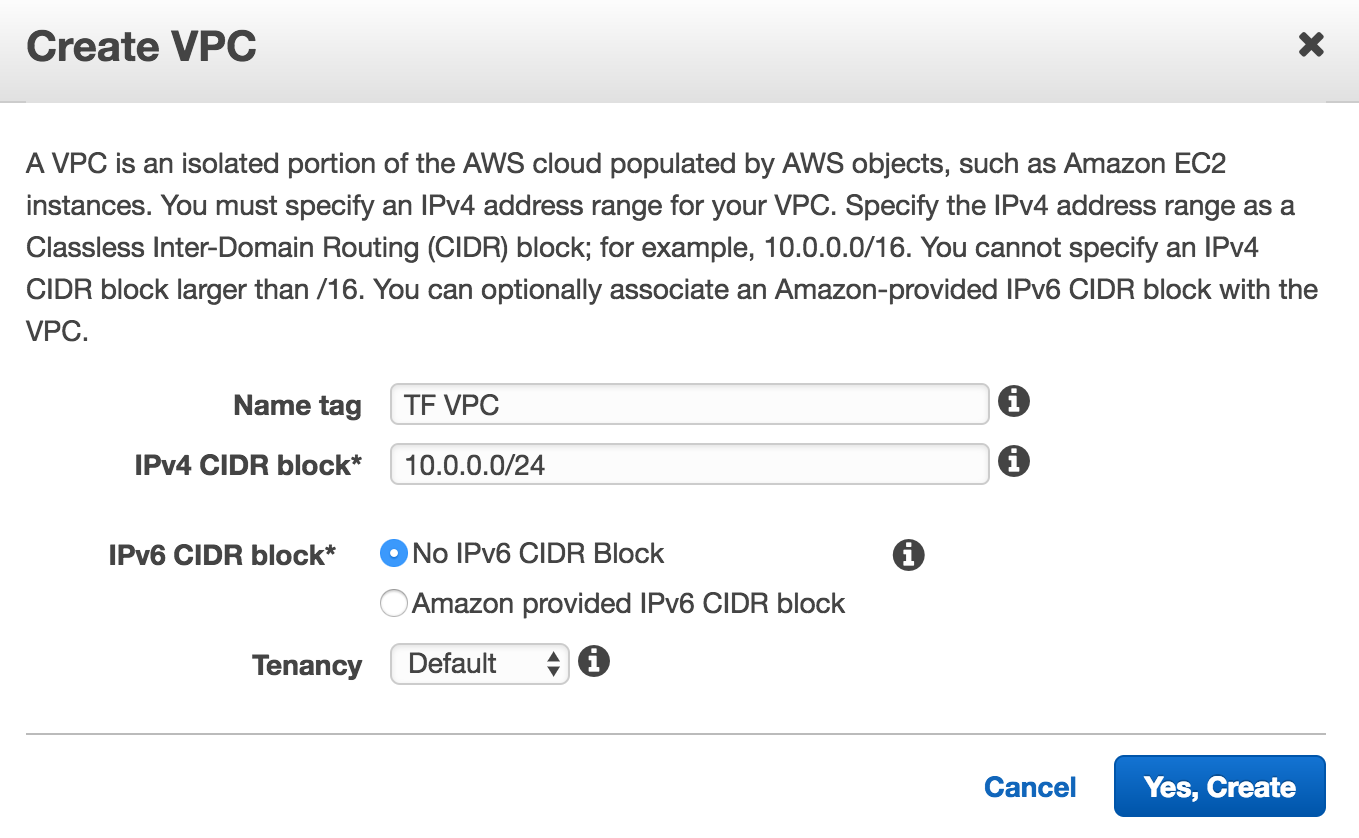 Create VPC
A VPC is an isolated portion of the AWS cloud populated by AWS objects, such as Amazon EC2
instances. You must specify an IPv4 address range for your VPC. Specify the IPv4 address range as a
Classless Inter-Domain Routing (CIDR) block; for example, 10.0.0.0/16. You cannot specify an IPv4
CIDR block larger than /16. You can optionally associate an Amazon-provided IPv6 CIDR block with the
VPC.
Name tag TF VPC
IPv4 CIDR block* 10.0.0.0/24
IPv6 CIDR block* No IPv6 CIDR Block
Amazon provided IPv6 CIDR block
Tenancy Default
Cancel Yes, Create